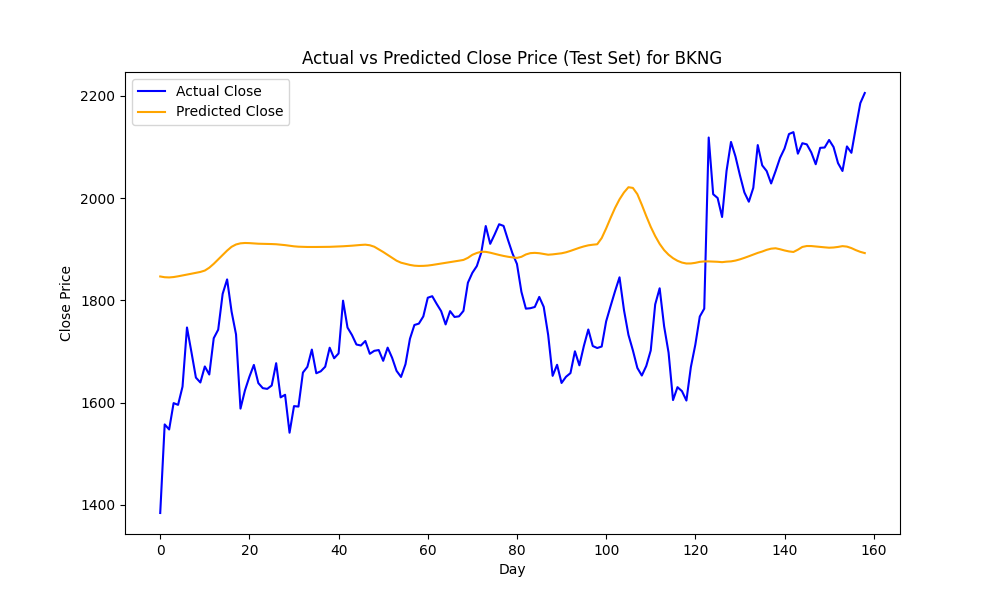 Actual vs Predicted Close Price (Test Set) for BKNG
Actual Close
Predicted Close
2200
2000
1800
1600
1400
Close Price
0 20 40 60 80 100 120 140 160
Day